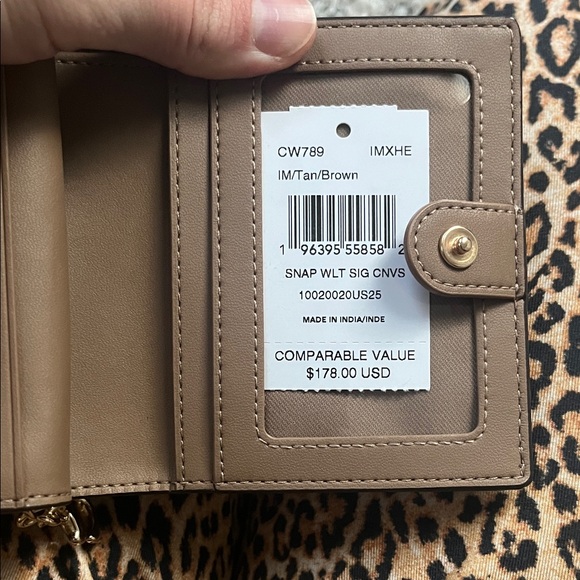 CW789 IMXHE
IM/Tan/Brown
1 96395 55858 2
SNAP WLT SIG CNVS
10020020US25
MADE IN INDIA/INDE
COMPARABLE VALUE
$178.00 USD